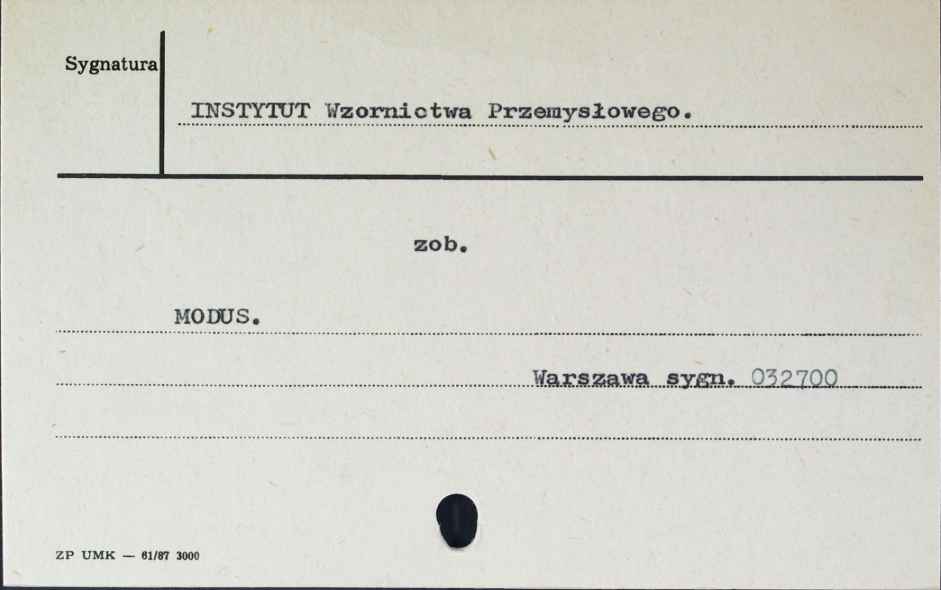 Sygnatura
INSTYTUT Wzornictwa Przemysłowego.
zob.
MODUS.
Warszawa sygn. 032700
ZP UMK — 61/87 3000